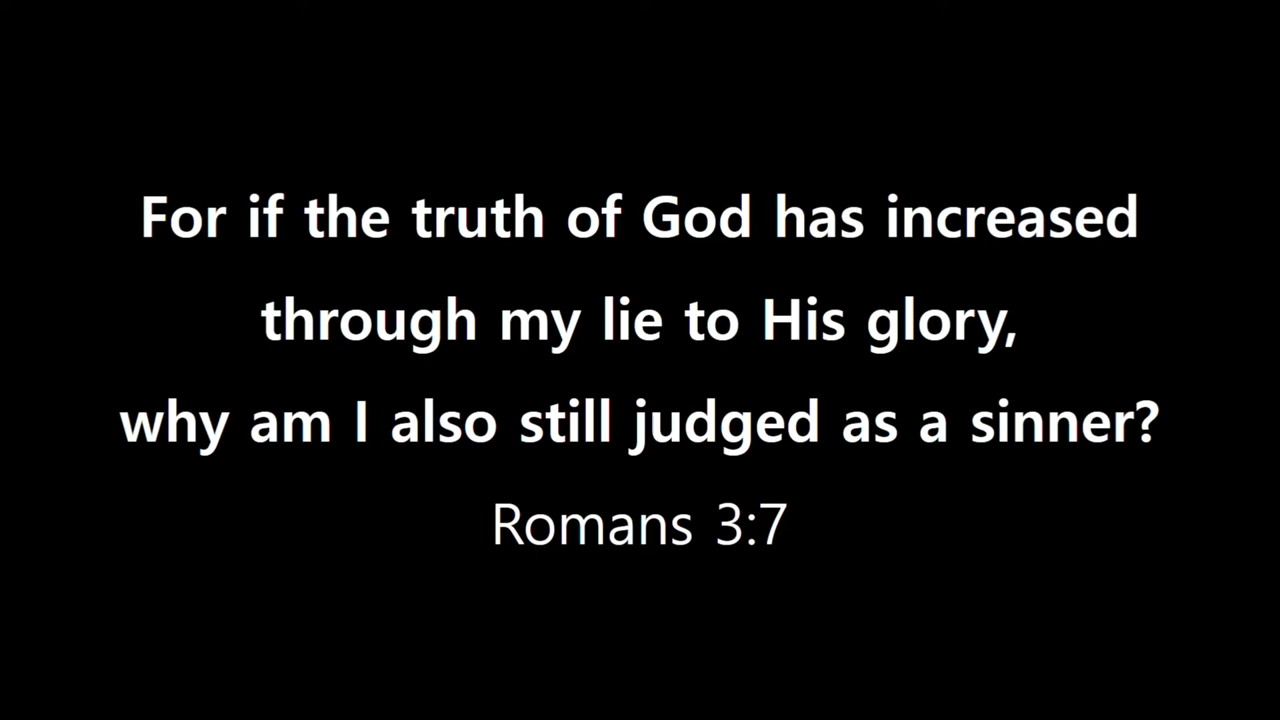 For if the truth of God has increased
through my lie to His glory,
why am I also still judged as a sinner?
Romans 3:7